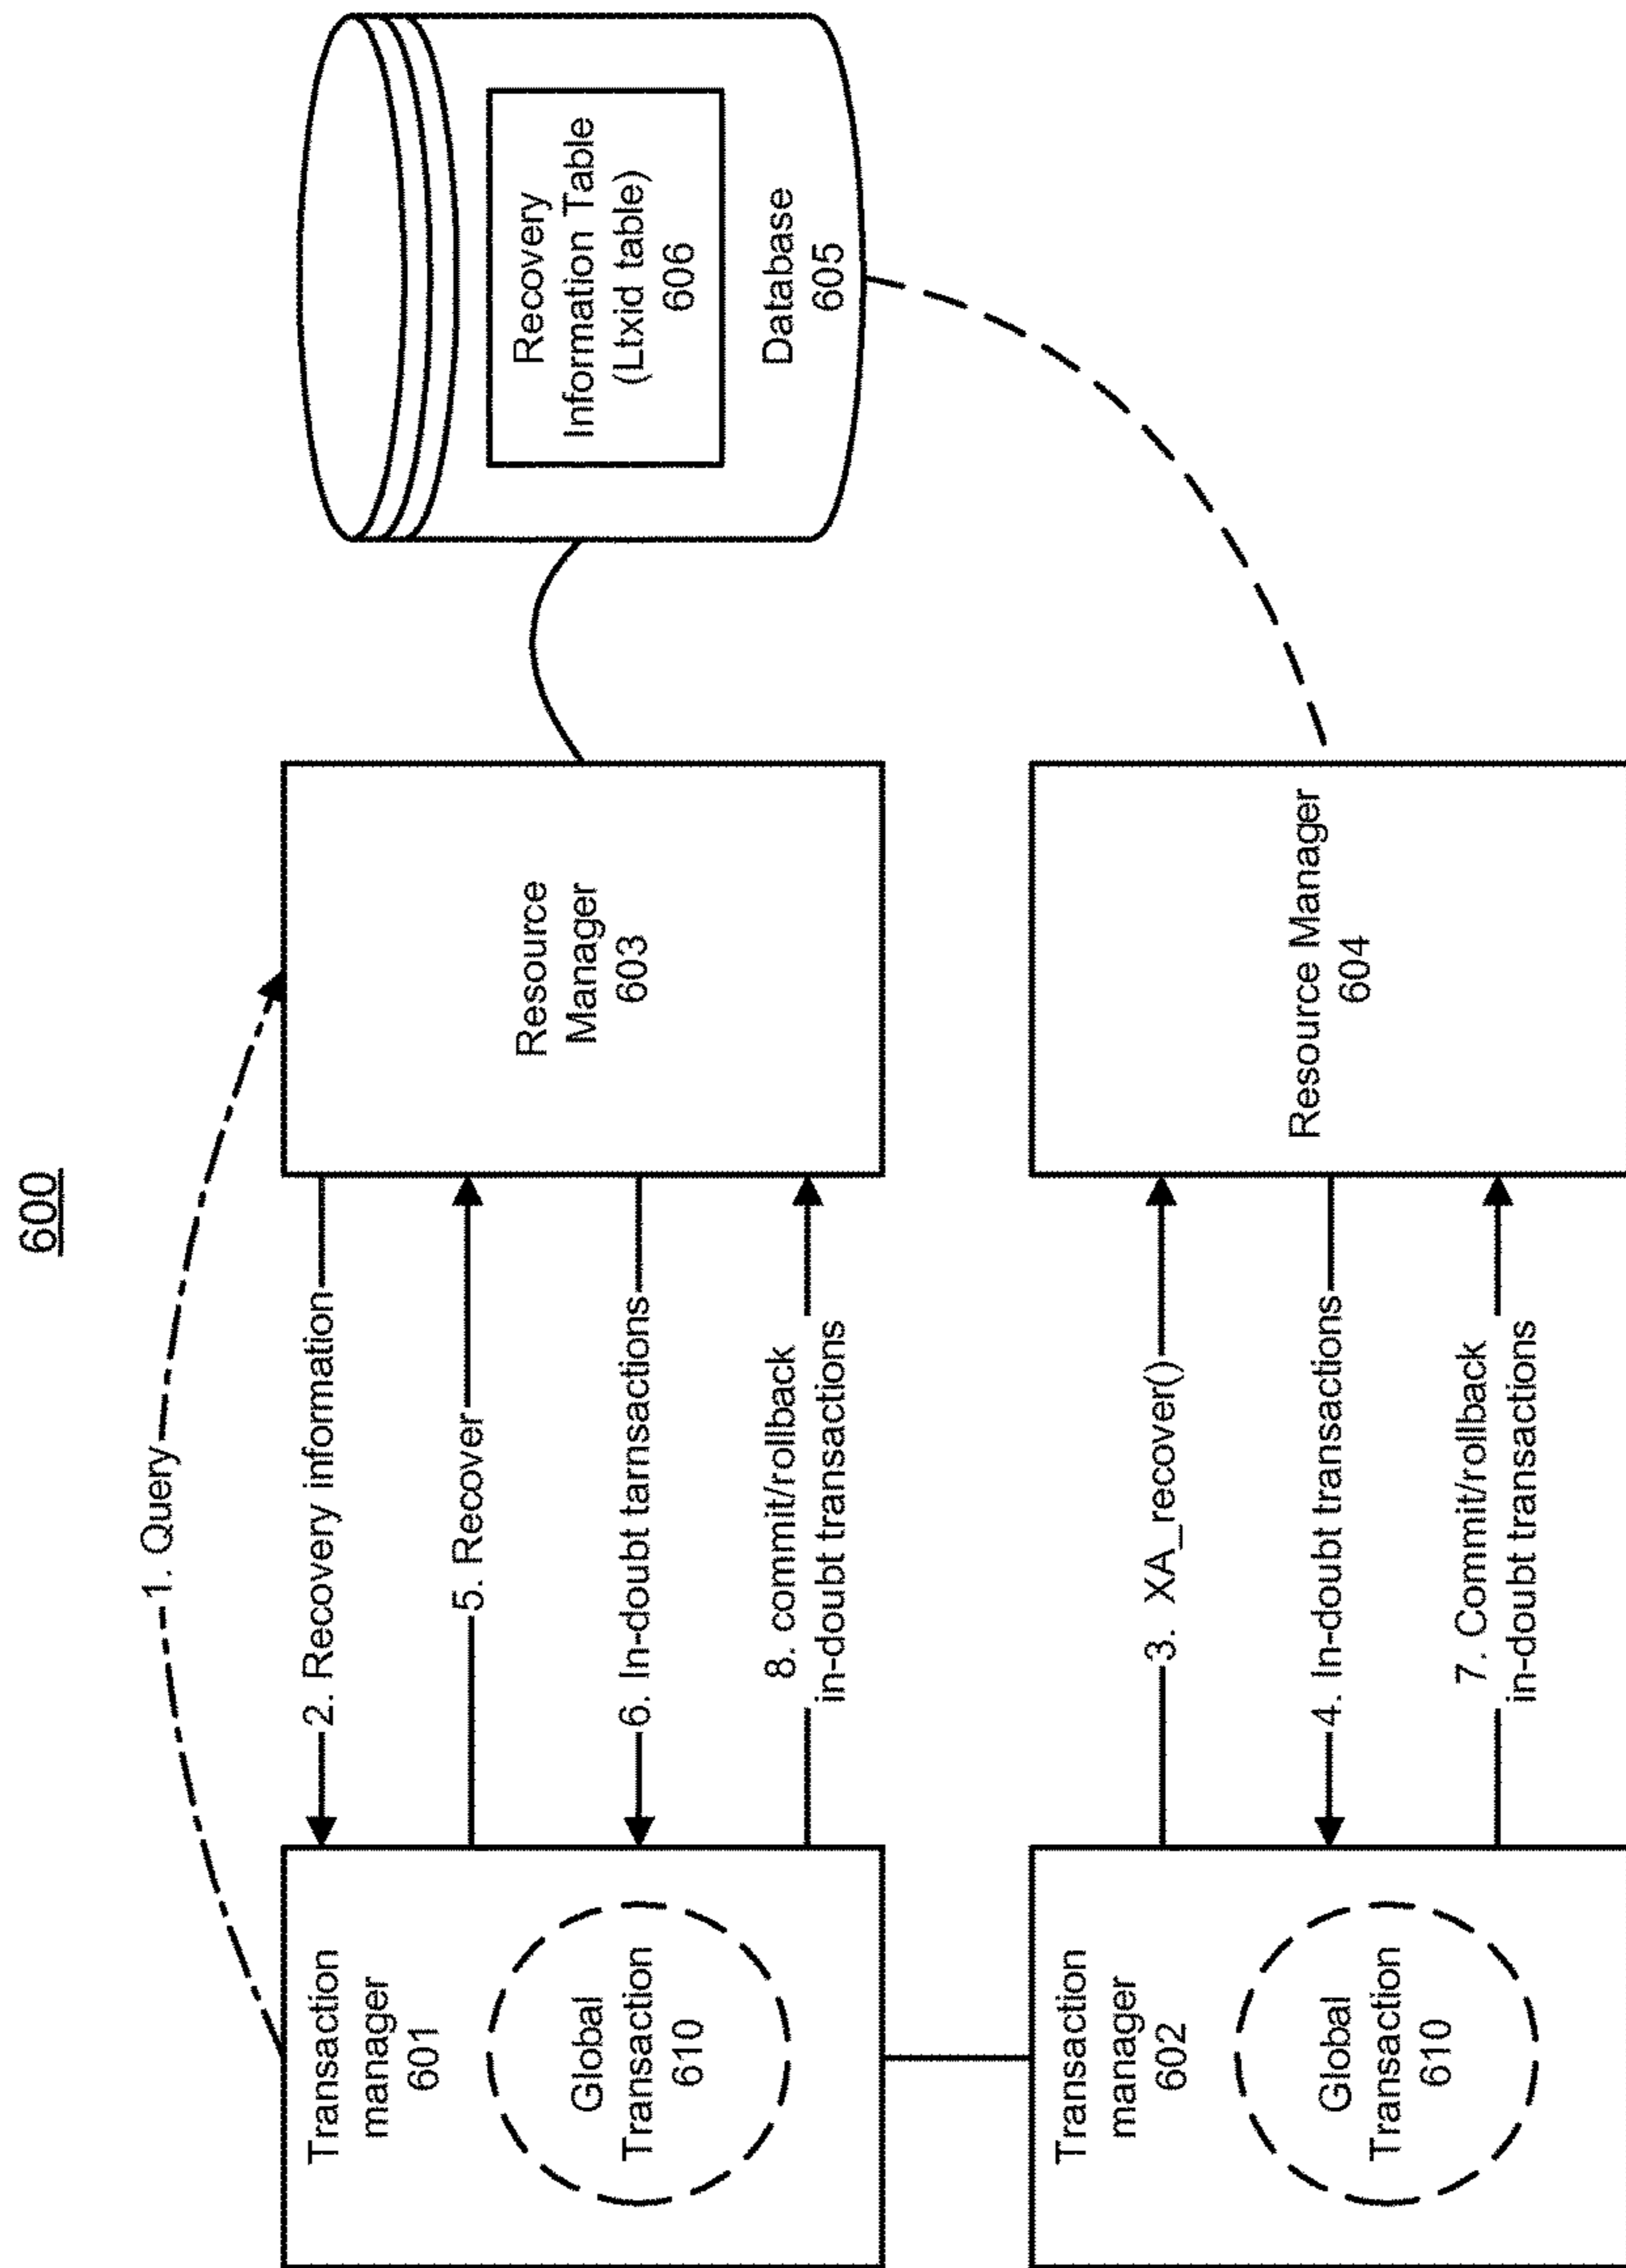 600
1. Query
Transaction
manager
601
Global
Transaction
610
2. Recovery information
5. Recover
6. In-doubt tarnsactions
8. commit/rollback
in-doubt transactions
Resource
Manager
603
Recovery
Information Table
(Ltxid table)
606
Database
605
Transaction
manager
602
Global
Transaction
610
3. XA_recover()
4. In-doubt transactions
7. Commit/rollback
in-doubt transactions
Resource Manager
604